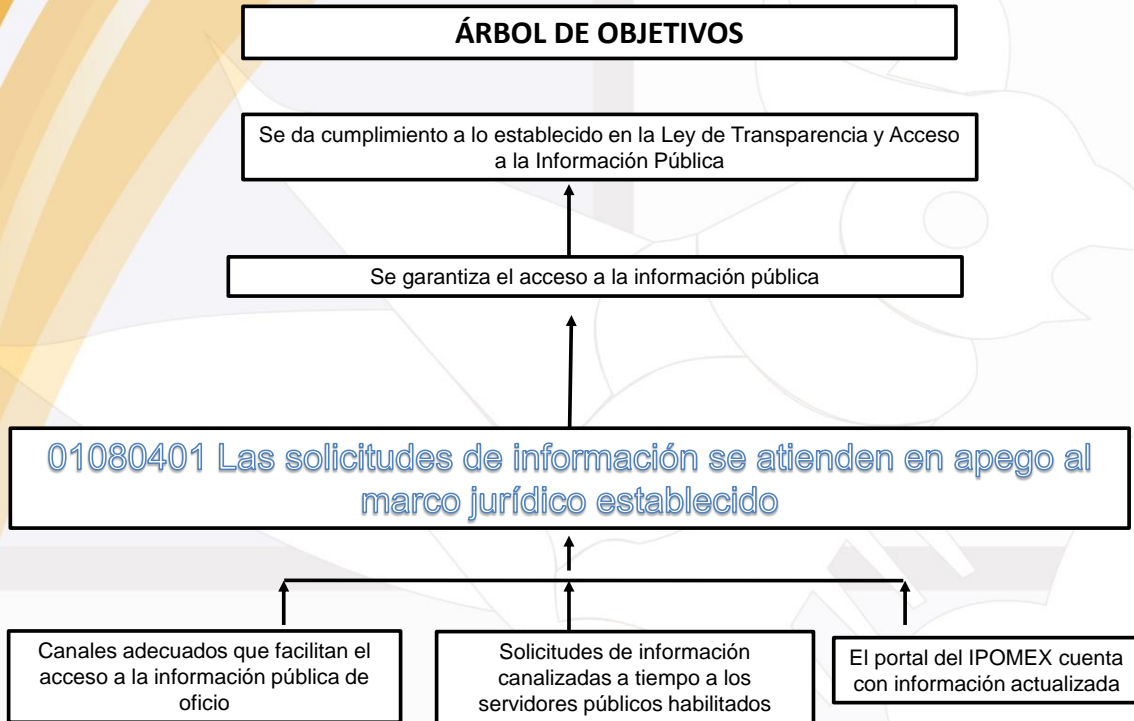 ÁRBOL DE OBJETIVOS
Se da cumplimiento a lo establecido en la Ley de Transparencia y Acceso
a la Información Pública
Se garantiza el acceso a la información pública
01080401 Las solicitudes de información se atienden en apego al
marco jurídico establecido
Canales adecuados que facilitan el
acceso a la información pública de
oficio
Solicitudes de información
canalizadas a tiempo a los
servidores públicos habilitados
El portal del IPOMEX cuenta
con información actualizada